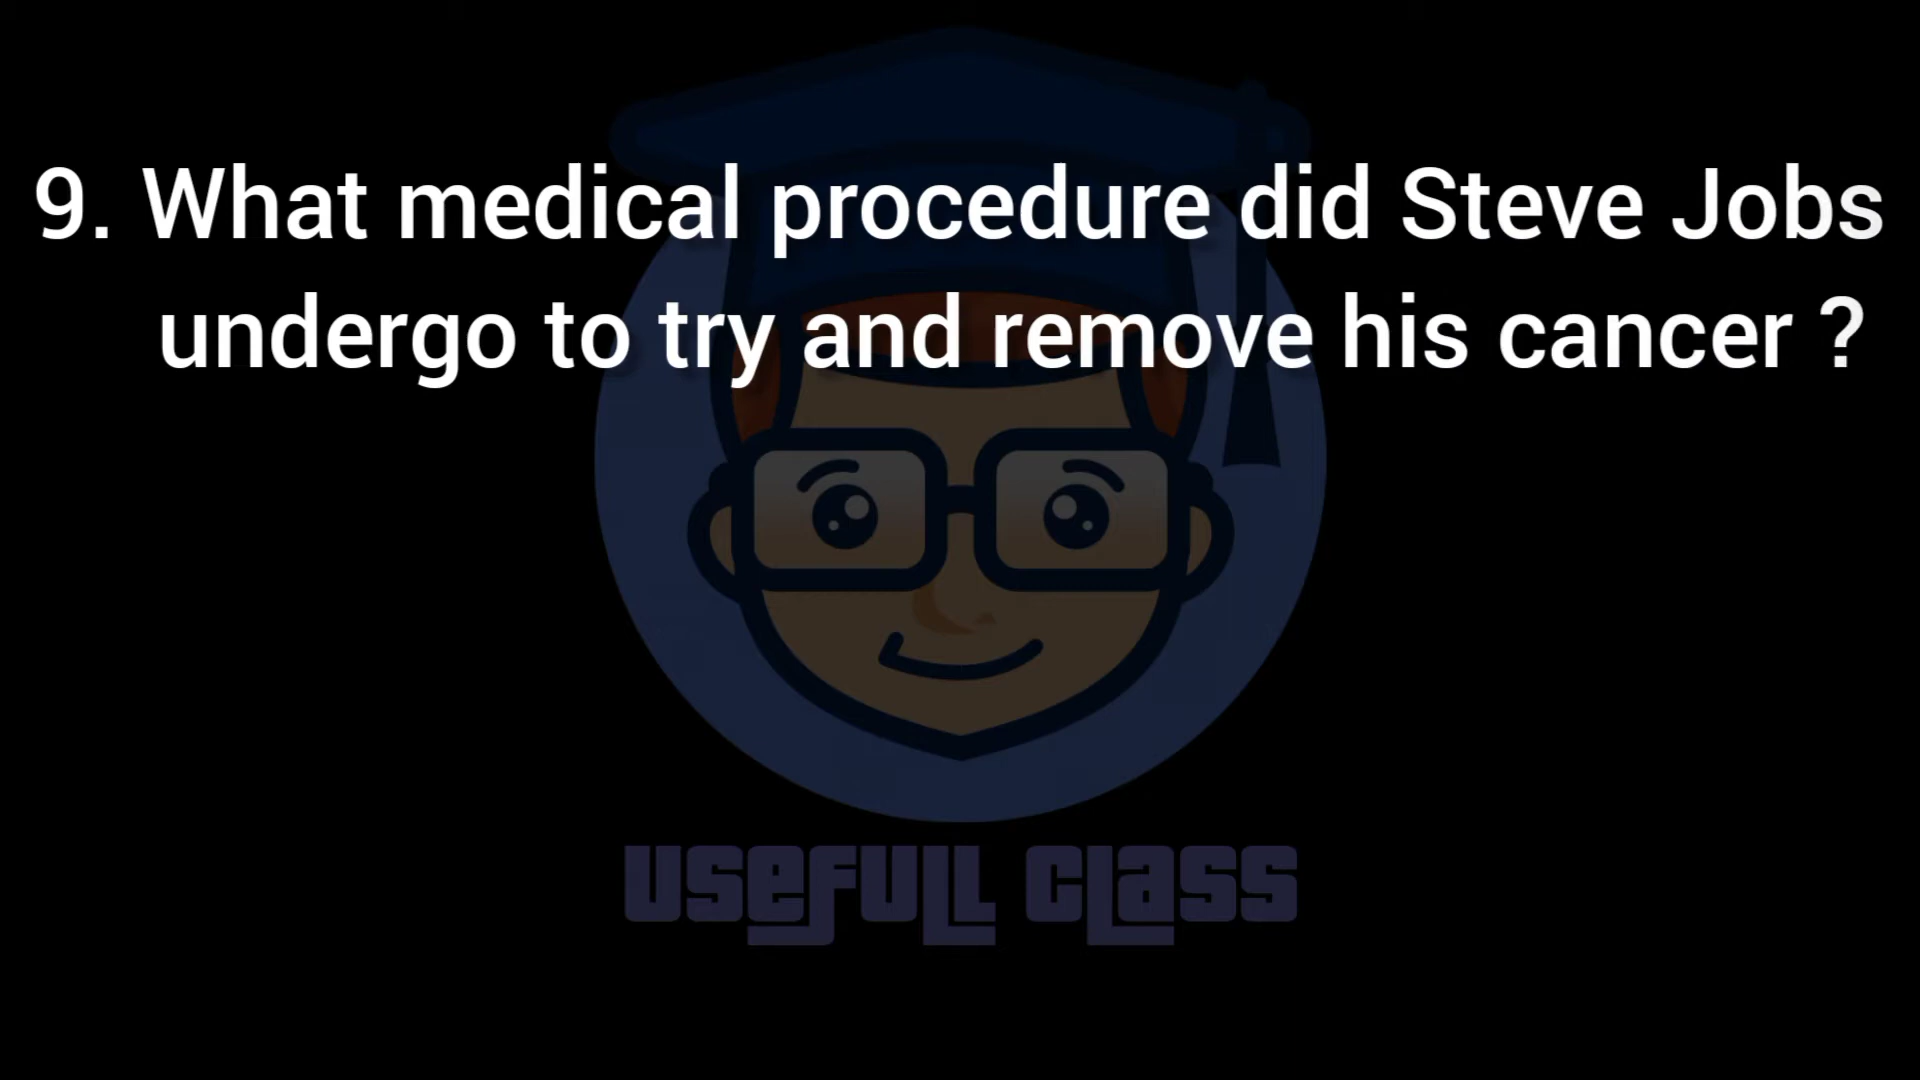 9. What medical procedure did Steve Jobs
undergo to try and remove his cancer ?
USEFULL CLASS